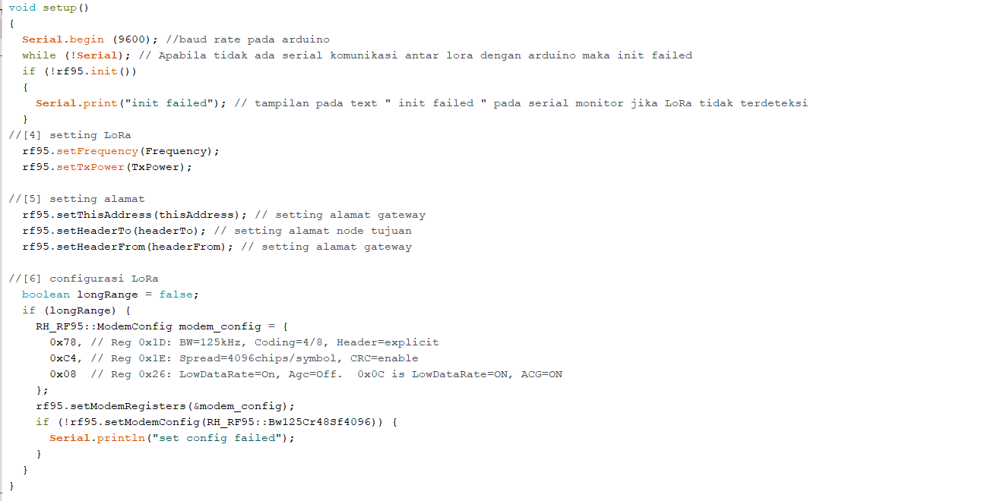 void setup()
{
  Serial.begin (9600); //baud rate pada arduino
  while (!Serial); // Apabila tidak ada serial komunikasi antar lora dengan arduino maka init failed
  if (!rf95.init())
  {
    Serial.print("init failed"); // tampilan pada text " init failed " pada serial monitor jika LoRa tidak terdeteksi
  }
//[4] setting LoRa
  rf95.setFrequency(Frequency);
  rf95.setTxPower(TxPower);

//[5] setting alamat
  rf95.setThisAddress(thisAddress); // setting alamat gateway
  rf95.setHeaderTo(headerTo); // setting alamat node tujuan
  rf95.setHeaderFrom(headerFrom); // setting alamat gateway

//[6] configurasi LoRa
  boolean longRange = false;
  if (longRange) {
    RH_RF95::ModemConfig modem_config = {
      0x78, // Reg 0x1D: BW=125kHz, Coding=4/8, Header=explicit
      0xC4, // Reg 0x1E: Spread=4096chips/symbol, CRC=enable
      0x08  // Reg 0x26: LowDataRate=On, Agc=Off.  0x0C is LowDataRate=ON, ACG=ON
    };
    rf95.setModemRegisters(&modem_config);
    if (!rf95.setModemConfig(RH_RF95::Bw125Cr48Sf4096)) {
      Serial.println("set config failed");
    }
  }
}